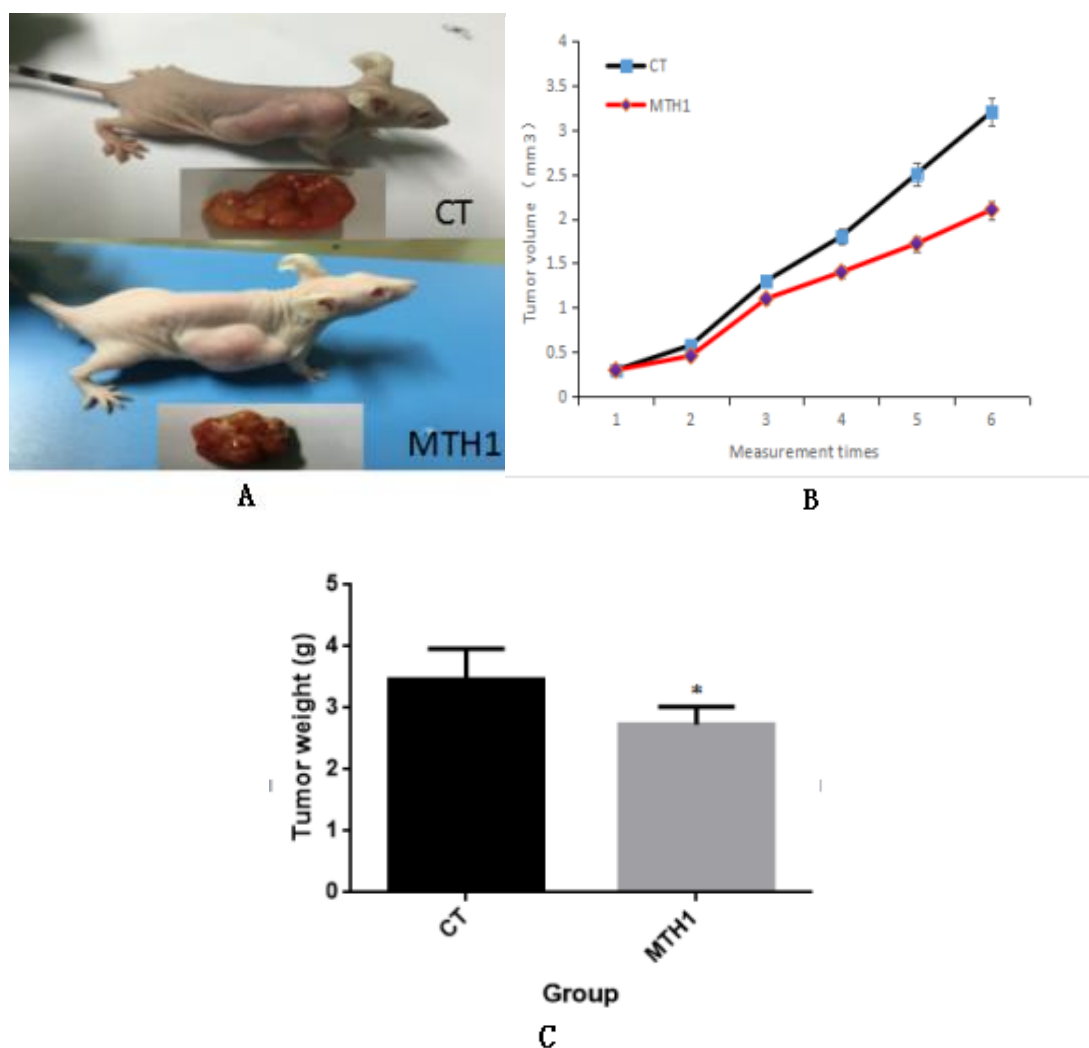 CT
MTH1
A
4
3.5
3
2.5
2
1.5
1
0.5
0
Tumor volume ( mm3 )
CT
MTH1
1 2 3 4 5 6
Measurement times
B
5
4
3
2
1
0
Tumor weight (g)
*
CT
MTH1
Group
C